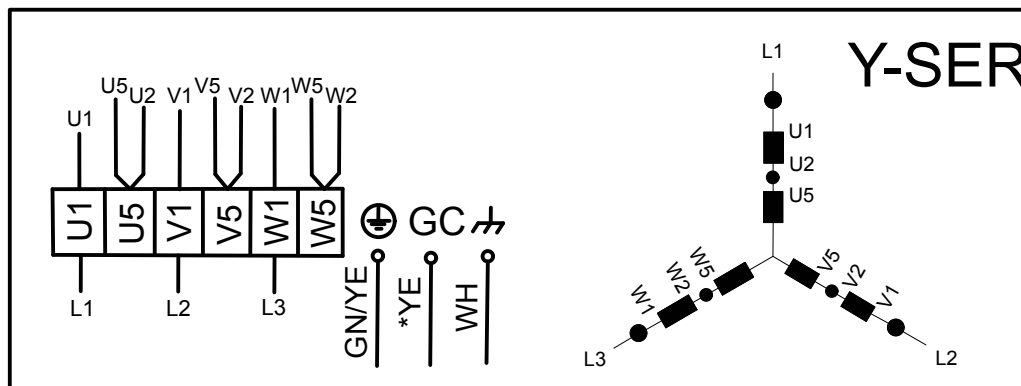 Y-SER
U1 U5 U2 V1 V5 V2 W1 W5 W2
U1 U5 V1 V5 W1 W5
L1 L2 L3
GC
GN/YE *YE WH
L1
U1
U2
U5
W1 W2 W5
V5 V2 V1
L3
L2